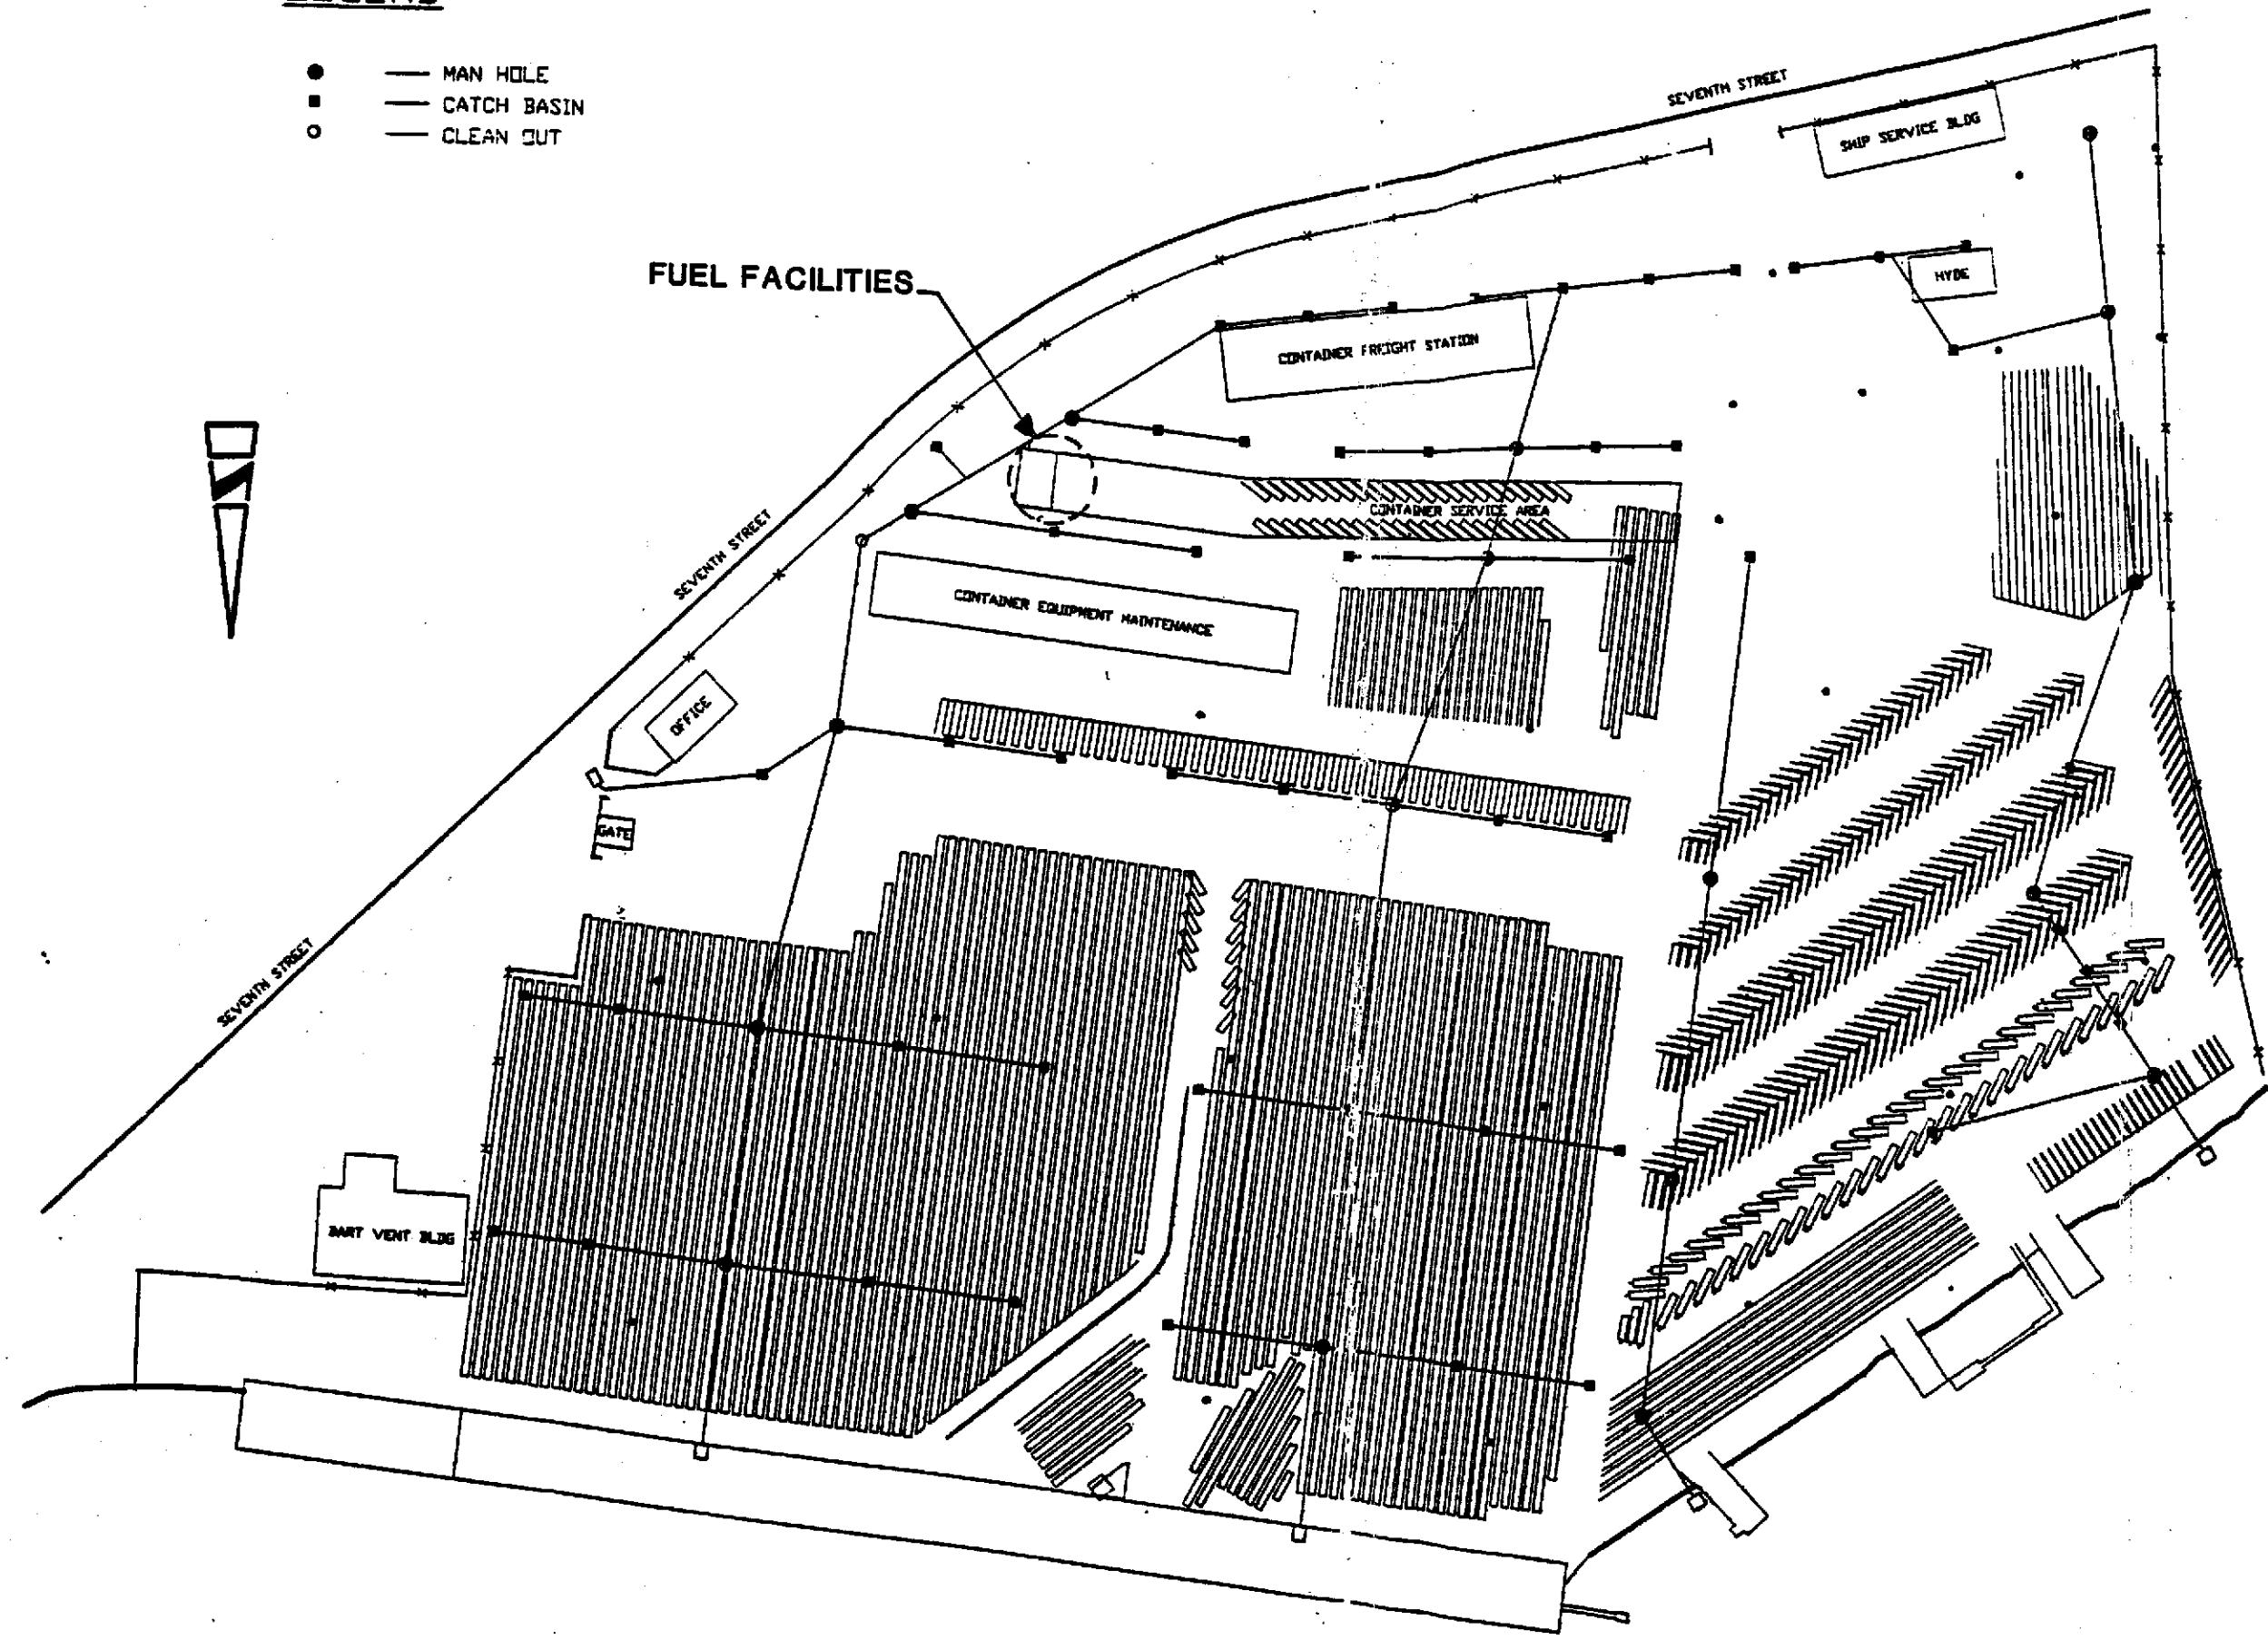 MAN HOLE
CATCH BASIN
CLEAN OUT
SEVENTH STREET
SHIP SERVICE BLDG
FUEL FACILITIES
HYDE
CONTAINER FREIGHT STATION
CONTAINER SERVICE AREA
SEVENTH STREET
CONTAINER EQUIPMENT MAINTENANCE
OFFICE
GATE
SEVENTH STREET
BART VENT BLDG